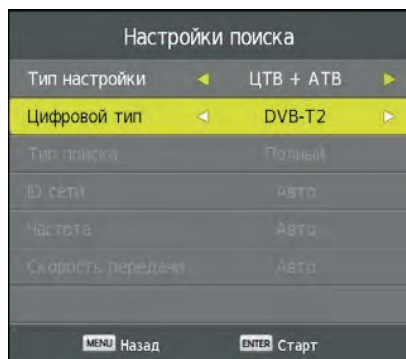 Настройки поиска
Тип настройки ЦТВ + АТВ
Цифровой тип DVB-T2
Тип поиска Полный
ID сети Авто
Частота Авто
Скорость передачи Авто
MENU Назад ENTER Старт